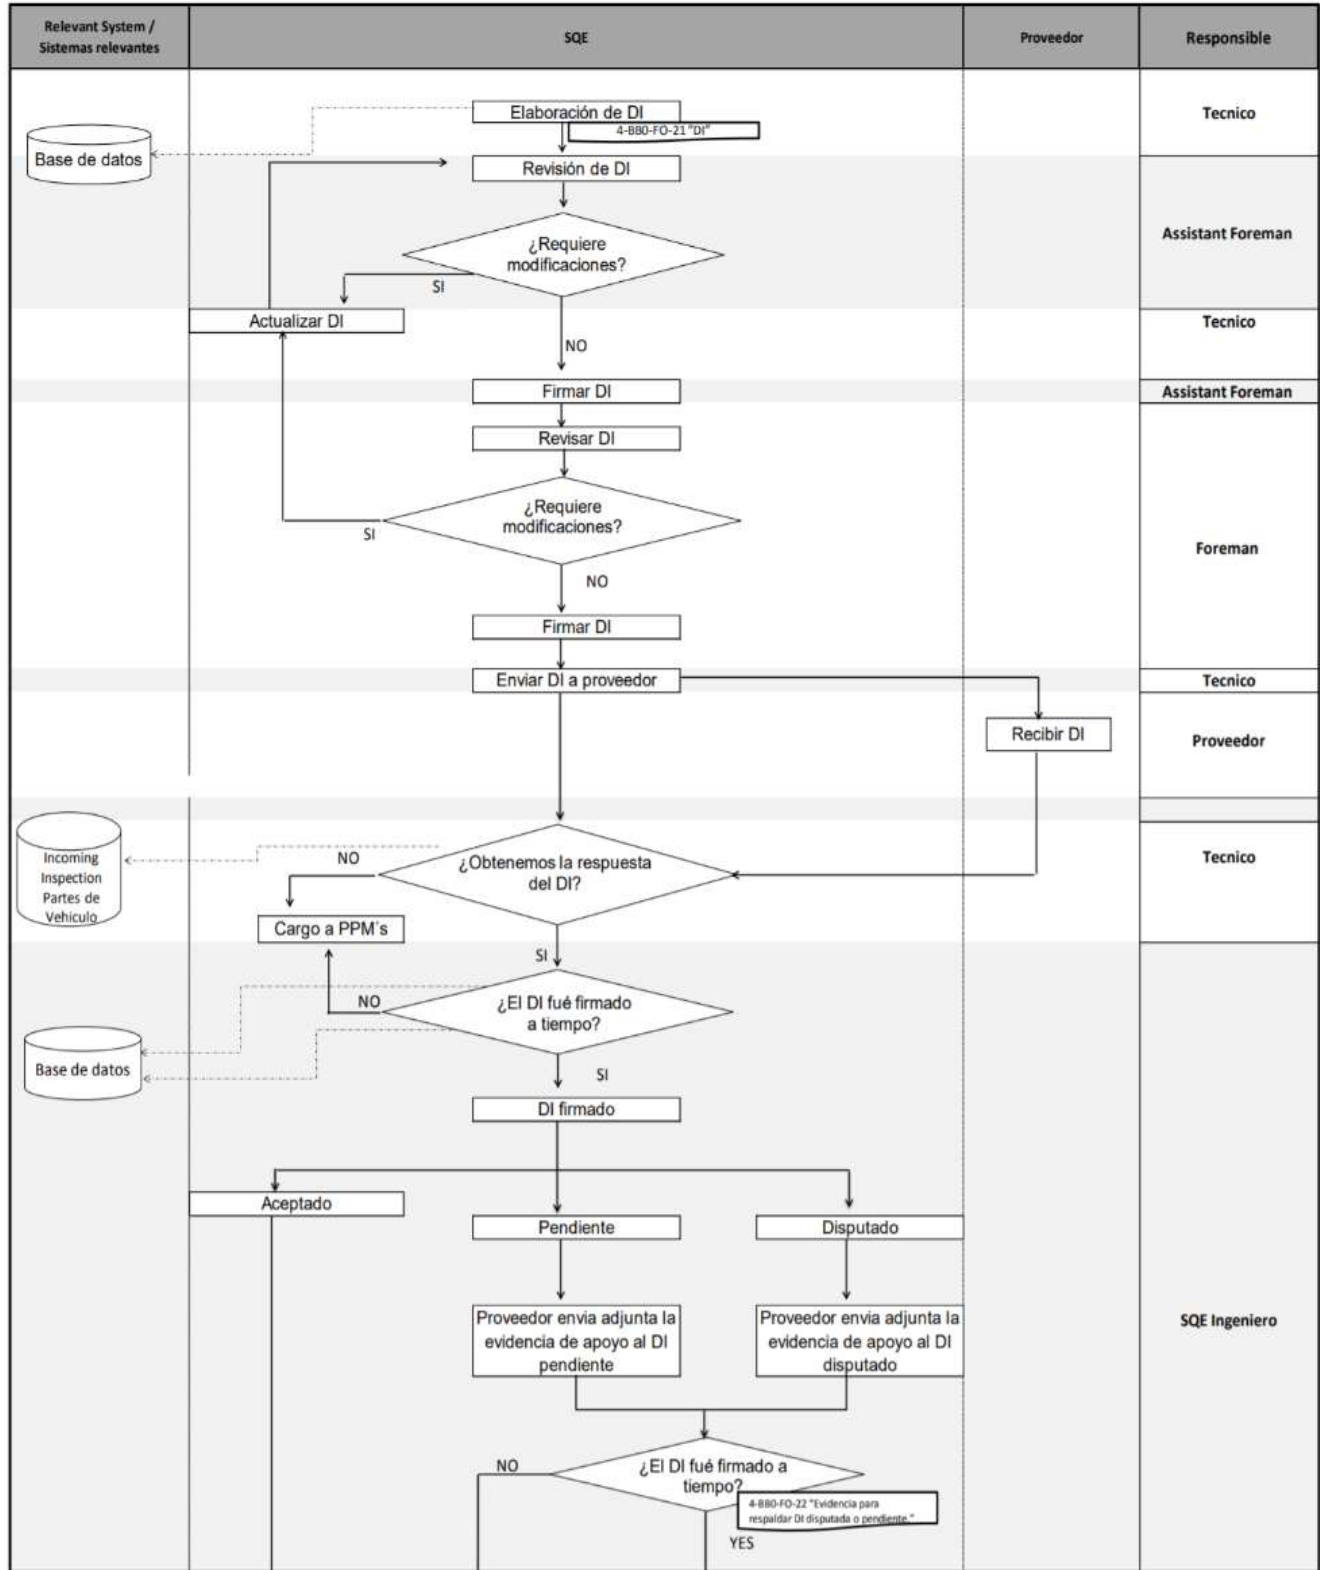 Relevant System /
Sistemas relevantes
SQE
Proveedor
Responsible
Elaboración de DI
4-BB0-FO-21 "DI"
Tecnico
Base de datos
Revisión de DI
¿Requiere
modificaciones?
SI
Assistant Foreman
Actualizar DI
Tecnico
NO
Firmar DI
Assistant Foreman
Revisar DI
¿Requiere
modificaciones?
SI
Foreman
NO
Firmar DI
Enviar DI a proveedor
Tecnico
Recibir DI
Proveedor
Incoming
Inspection
Partes de
Vehiculo
NO
¿Obtenemos la respuesta
del DI?
Tecnico
Cargo a PPM´s
SI
NO
¿El DI fué firmado
a tiempo?
Base de datos
SI
DI firmado
Aceptado
Pendiente
Disputado
Proveedor envia adjunta la
evidencia de apoyo al DI
pendiente
Proveedor envia adjunta la
evidencia de apoyo al DI
disputado
SQE Ingeniero
NO
¿El DI fué firmado a
tiempo?
4-BB0-FO-22 "Evidencia para
respaldar DI disputada o pendiente."
YES